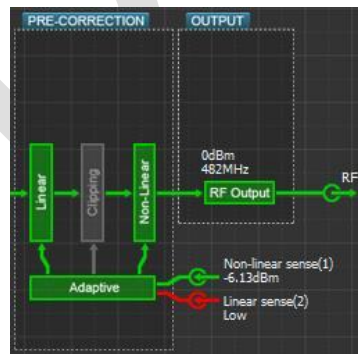 PRE-CORRECTION
OUTPUT
Linear
Clipping
Non-Linear
0dBm
482MHz
RF Output
RF
Adaptive
Non-linear sense(1)
-6.13dBm
Linear sense(2)
Low